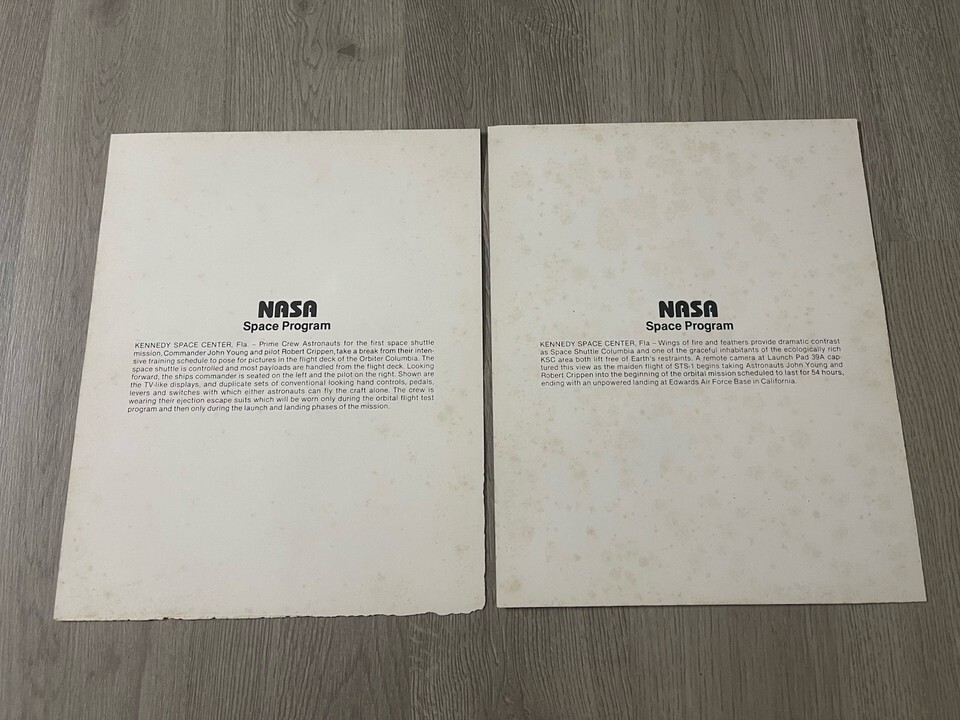 NASA
Space Program
KENNEDY SPACE CENTER, Fla. – Prime Crew Astronauts for the first space shuttle
mission, Commander John Young and pilot Robert Crippen, take a break from their inten-
sive training schedule to pose for pictures in the flight deck of the Orbiter Columbia. The
space shuttle is controlled and most payloads are handled from the flight deck. Looking
forward, the ships commander is seated on the left and the pilot on the right. Shown are
the TV-like displays, and duplicate sets of conventional looking hand controls, pedals,
levers and switches with which either astronauts can fly the craft alone. The crew is
wearing their ejection escape suits which will be worn only during the orbital flight test
program and then only during the launch and landing phases of the mission.
NASA
Space Program
KENNEDY SPACE CENTER, Fla – Wings of fire and feathers provide dramatic contrast
as Space Shuttle Columbia and one of the graceful inhabitants of the ecologically rich
KSC area both lift free of Earth's restraints. A remote camera at Launch Pad 39A cap-
tured this view as the maiden flight of STS-1 begins taking Astronauts John Young and
Robert Crippen into the beginning of the orbital mission scheduled to last for 54 hours,
ending with an unpowered landing at Edwards Air Force Base in California.